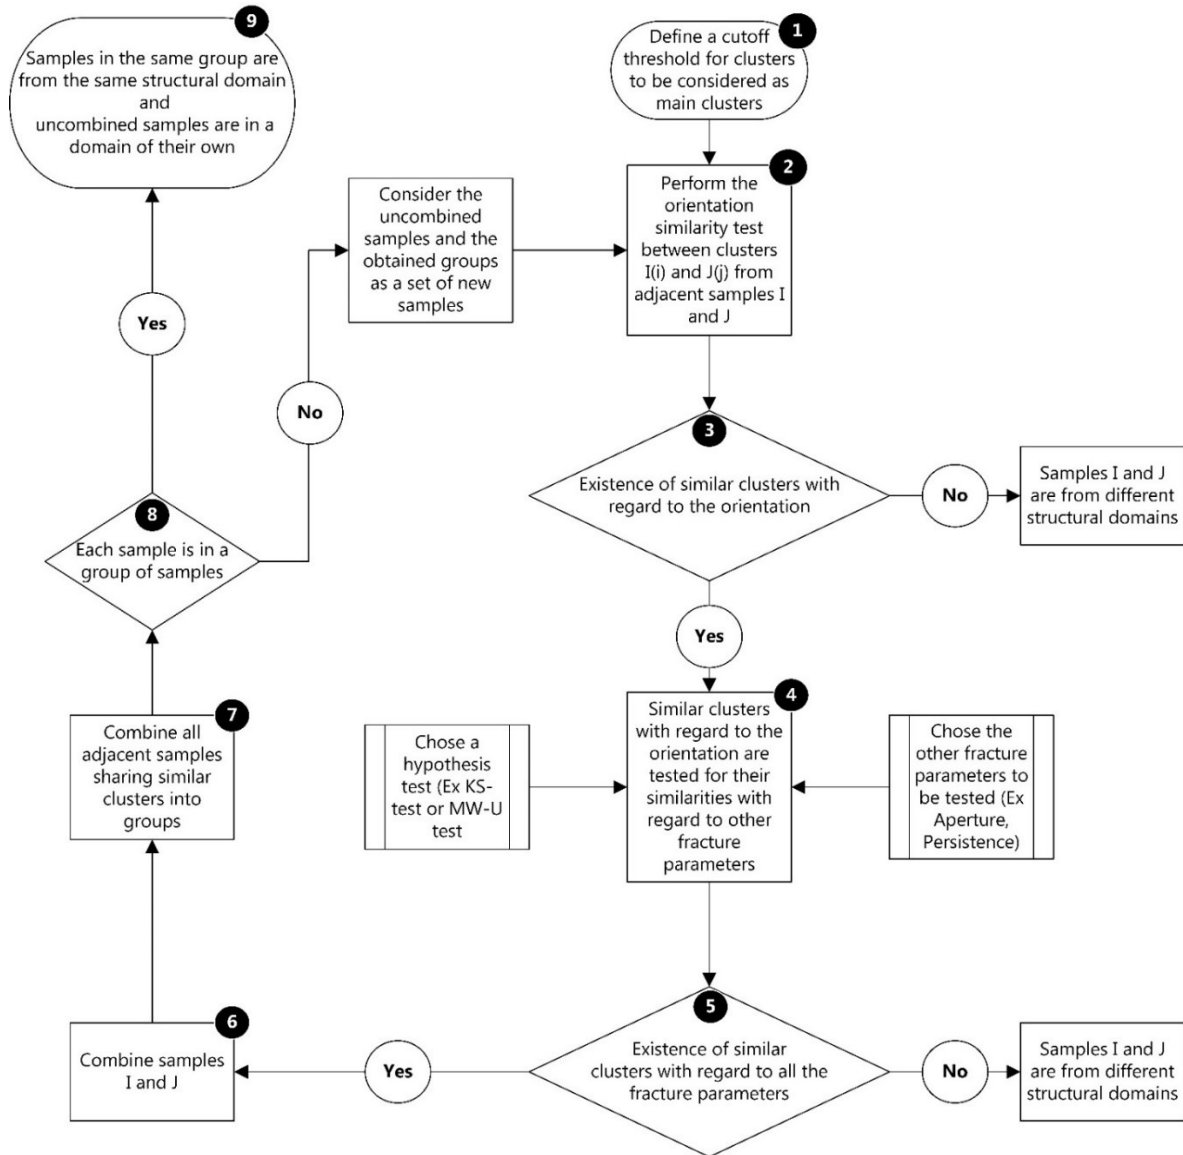 1
Define a cutoff
threshold for clusters
to be considered as
main clusters
2
Perform the
orientation
similarity test
between clusters
I(i) and J(j) from
adjacent samples I
and J
3
Existence of similar clusters with
regard to the orientation
No
Samples I and J
are from different
structural domains
Yes
4
Similar clusters
with regard to the
orientation are
tested for their
similarities with
regard to other
fracture
parameters
Chose a
hypothesis
test (Ex KS-
test or MW-U
test
Chose the
other fracture
parameters to
be tested (Ex
Aperture,
Persistence)
5
Existence of similar
clusters with regard to all the
fracture parameters
No
Samples I and J
are from different
structural domains
Yes
6
Combine samples
I and J
7
Combine all
adjacent samples
sharing similar
clusters into
groups
8
Each sample is in a
group of samples
No
Consider the
uncombined
samples and the
obtained groups
as a set of new
samples
Yes
9
Samples in the same group are
from the same structural domain
and
uncombined samples are in a
domain of their own